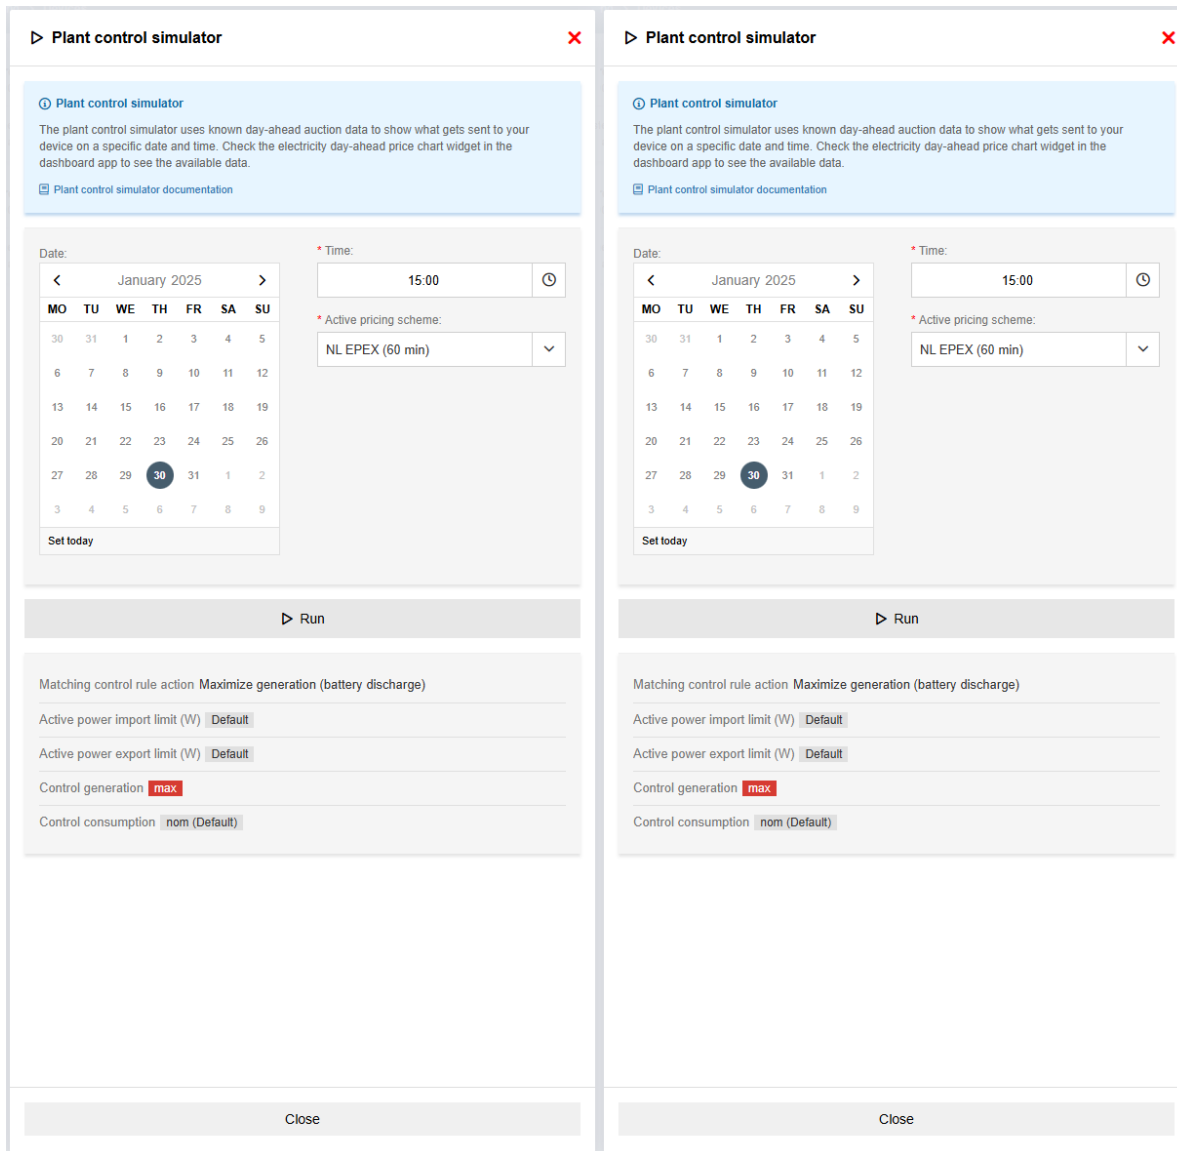 Plant control simulator
Plant control simulator
The plant control simulator uses known day-ahead auction data to show what gets sent to your
device on a specific date and time. Check the electricity day-ahead price chart widget in the
dashboard app to see the available data.
Plant control simulator documentation
Date:
January 2025
MO TU WE TH FR SA SU
30 31 1 2 3 4 5
6 7 8 9 10 11 12
13 14 15 16 17 18 19
20 21 22 23 24 25 26
27 28 29 30 31 1 2
3 4 5 6 7 8 9
Set today
* Time:
15:00
* Active pricing scheme:
NL EPEX (60 min)
Run
Matching control rule action Maximize generation (battery discharge)
Active power import limit (W) Default
Active power export limit (W) Default
Control generation max
Control consumption nom (Default)
Close
Plant control simulator
Plant control simulator
The plant control simulator uses known day-ahead auction data to show what gets sent to your
device on a specific date and time. Check the electricity day-ahead price chart widget in the
dashboard app to see the available data.
Plant control simulator documentation
Date:
January 2025
MO TU WE TH FR SA SU
30 31 1 2 3 4 5
6 7 8 9 10 11 12
13 14 15 16 17 18 19
20 21 22 23 24 25 26
27 28 29 30 31 1 2
3 4 5 6 7 8 9
Set today
* Time:
15:00
* Active pricing scheme:
NL EPEX (60 min)
Run
Matching control rule action Maximize generation (battery discharge)
Active power import limit (W) Default
Active power export limit (W) Default
Control generation max
Control consumption nom (Default)
Close